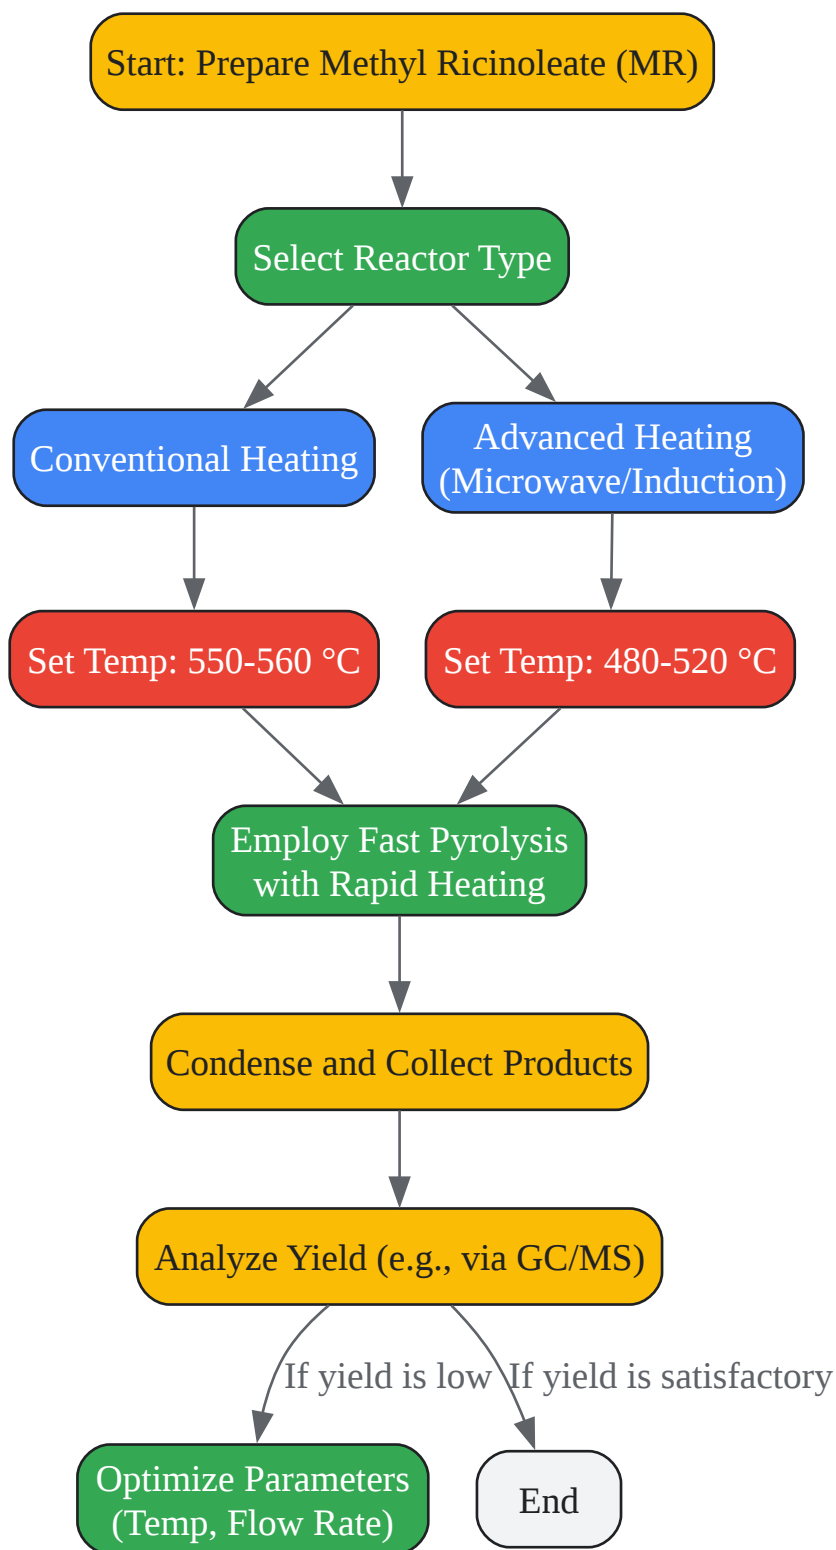 Start: Prepare Methyl Ricinoleate (MR)
Select Reactor Type
Conventional Heating
Advanced Heating
(Microwave/Induction)
Set Temp: 550-560 °C
Set Temp: 480-520 °C
Employ Fast Pyrolysis
with Rapid Heating
Condense and Collect Products
Analyze Yield (e.g., via GC/MS)
If yield is low
If yield is satisfactory
Optimize Parameters
(Temp, Flow Rate)
End